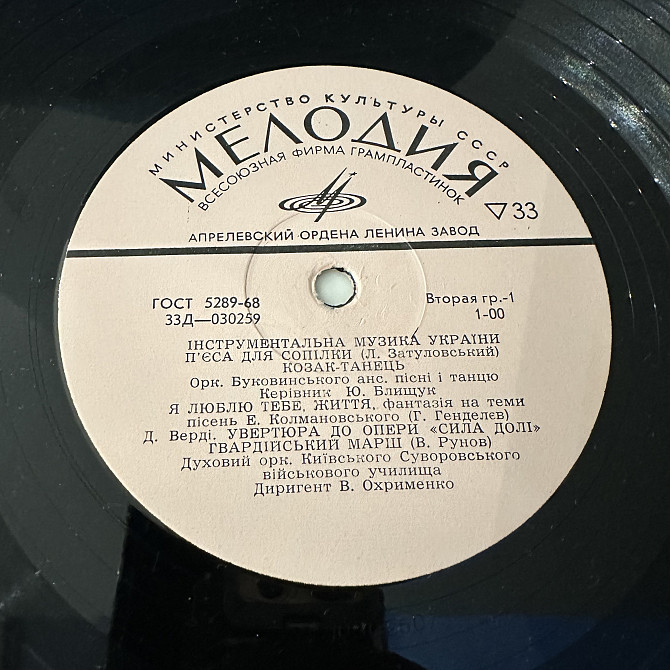 МИНИСТЕРСТВО КУЛЬТУРЫ СССР
МЕЛОДИЯ
ВСЕСОЮЗНАЯ ФИРМА ГРАМПЛАСТИНОК
▽33
АПРЕЛЕВСКИЙ ОРДЕНА ЛЕНИНА ЗАВОД
ГОСТ 5289-68
Вторая гр.-1
33Д—030259
1-00
ІНСТРУМЕНТАЛЬНА МУЗИКА УКРАЇНИ
П'ЄСА ДЛЯ СОПІЛКИ (Л. Затуловський)
КОЗАК-ТАНЕЦЬ
Орк. Буковинського анс. пісні і танцю
Керівник Ю. Блищук
Я ЛЮБЛЮ ТЕБЕ, ЖИТТЯ, фантазія на теми
пісень Е. Колмановського (Г. Генделєв)
Д. Верді. УВЕРТЮРА ДО ОПЕРИ «СИЛА ДОЛІ»
ГВАРДІЙСЬКИЙ МАРШ (В. Рунов)
Духовий орк. Київського Суворовського
військового училища
Диригент В. Охрименко